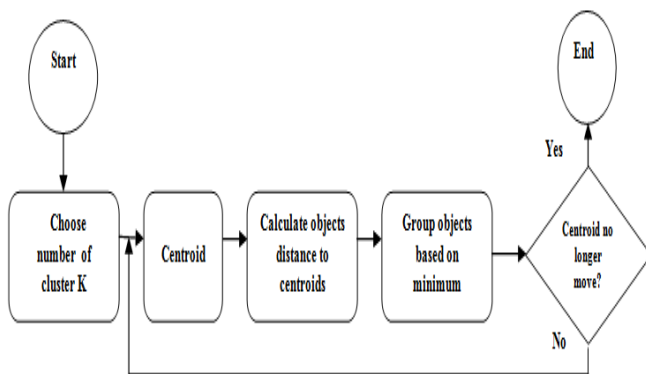 Start
End
Yes
Choose
number of
cluster K
Centroid
Calculate objects
distance to
centroids
Group objects
based on
minimum
Centroid no
longer
move?
No